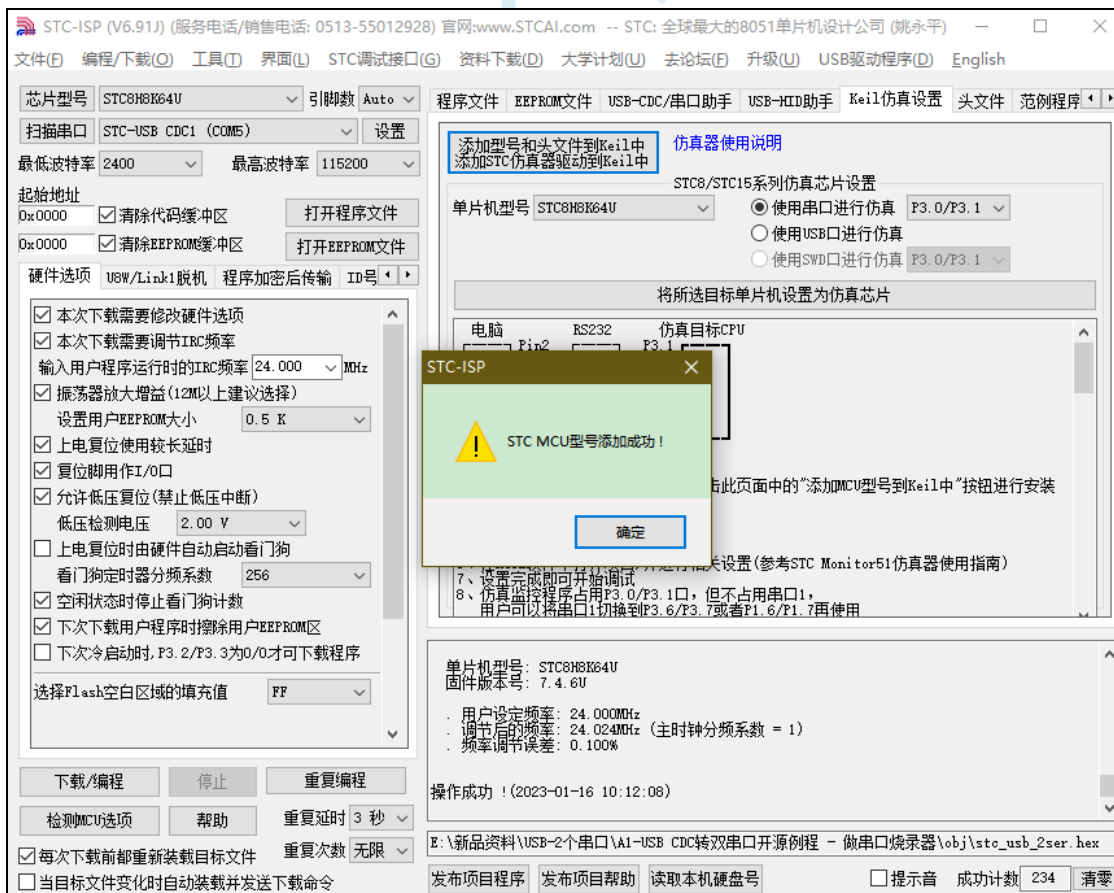 STC-ISP (V6.91J) (服务电话/销售电话: 0513-55012928) 官网:www.STCAI.com -- STC: 全球最大的8051单片机设计公司 (姚永平)
文件(F) 编程/下载(O) 工具(T) 界面(L) STC调试接口(G) 资料下载(D) 大学计划(U) 去论坛(F) 升级(U) USB驱动程序(D) English
芯片型号 STC8H8K64U 引脚数 Auto
扫描串口 STC-USB CDC1 (COM5) 设置
最低波特率 2400 最高波特率 115200
起始地址
0x0000 清除代码缓冲区 打开程序文件
0x0000 清除EEPROM缓冲区 打开EEPROM文件
硬件选项 U8W/Link1脱机 程序加密后传输 ID号
本次下载需要修改硬件选项
本次下载需要调节IRC频率
输入用户程序运行时的IRC频率 24.000 MHz
振荡器放大增益(12M以上建议选择)
设置用户EEPROM大小 0.5 K
上电复位使用较长延时
复位脚用作I/O口
允许低压复位(禁止低压中断)
低压检测电压 2.00 V
上电复位时由硬件自动启动看门狗
看门狗定时器分频系数 256
空闲状态时停止看门狗计数
下次下载用户程序时擦除用户EEPROM区
下次冷启动时,P3.2/P3.3为0/0才可下载程序
选择Flash空白区域的填充值 FF
下载/编程 停止 重复编程
检测MCU选项 帮助 重复延时 3 秒
每次下载前都重新装载目标文件 重复次数 无限
当目标文件变化时自动装载并发送下载命令
程序文件 EEPROM文件 USB-CDC/串口助手 USB-HID助手 Keil仿真设置 头文件 范例程序
添加型号和头文件到Keil中
添加STC仿真器驱动到Keil中
仿真器使用说明
STC8/STC15系列仿真芯片设置
单片机型号 STC8H8K64U 使用串口进行仿真 P3.0/P3.1
使用USB口进行仿真
使用SWD口进行仿真 P3.0/P3.1
将所选目标单片机设置为仿真芯片
电脑 RS232 仿真目标CPU
Pin2 P3.1
STC-ISP
STC MCU型号添加成功！
确定
击此页面中的"添加MCU型号到Keil中"按钮进行安装
关设置(参考STC Monitor51仿真器使用指南)
7、设置完成即可开始调试
8、仿真监控程序占用P3.0/P3.1口，但不占用串口1，
用户可以将串口1切换到P3.6/P3.7或者P1.6/P1.7再使用
单片机型号: STC8H8K64U
固件版本号: 7.4.6U
. 用户设定频率: 24.000MHz
. 调节后的频率: 24.024MHz (主时钟分频系数 = 1)
. 频率调节误差: 0.100%
操作成功 !(2023-01-16 10:12:08)
E:\新品资料\USB-2个串口\A1-USB CDC转双串口开源例程 - 做串口烧录器\obj\stc_usb_2ser.hex
发布项目程序 发布项目帮助 读取本机硬盘号 提示音 成功计数 234 清零